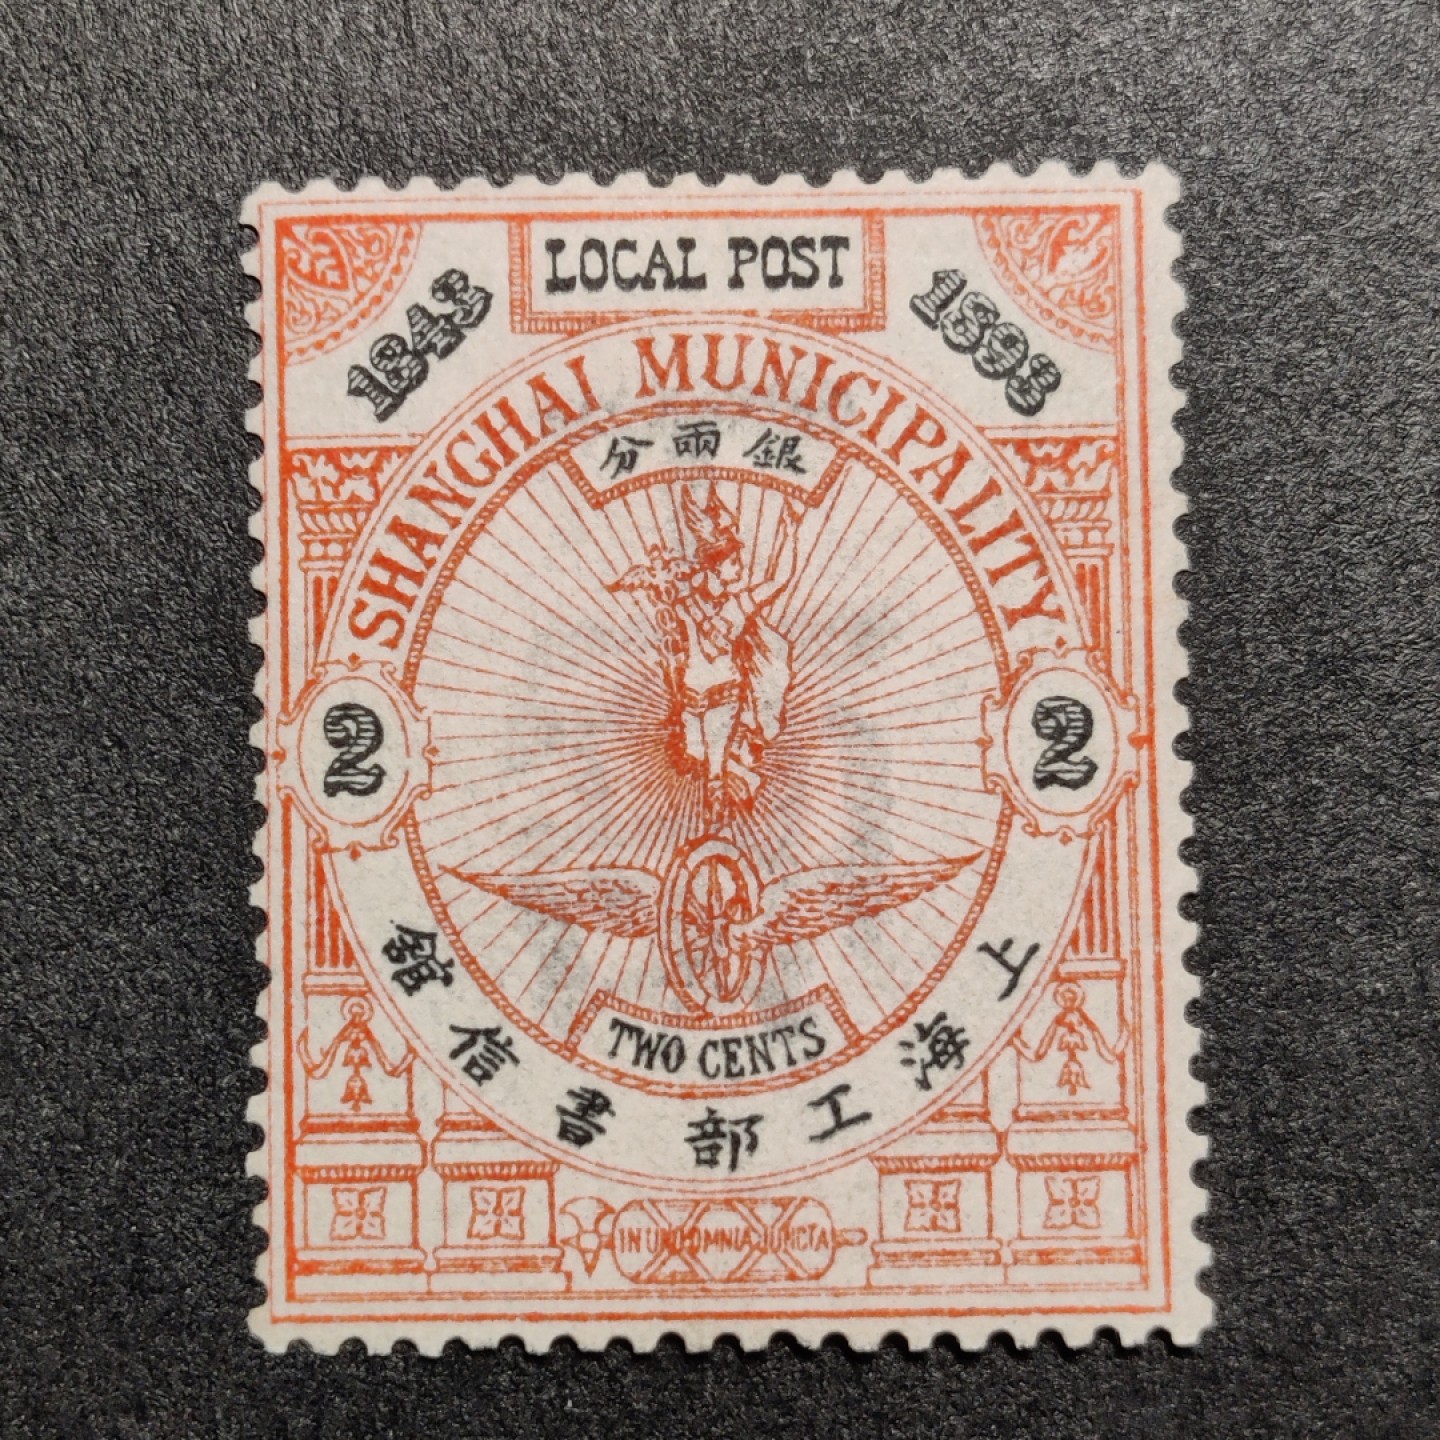 LOCAL POST
1843
1893
SHANGHAI MUNICIPALITY
銀兩分
2
2
TWO CENTS
上海工部書信館
IN UNO OMNIA JUNCTA